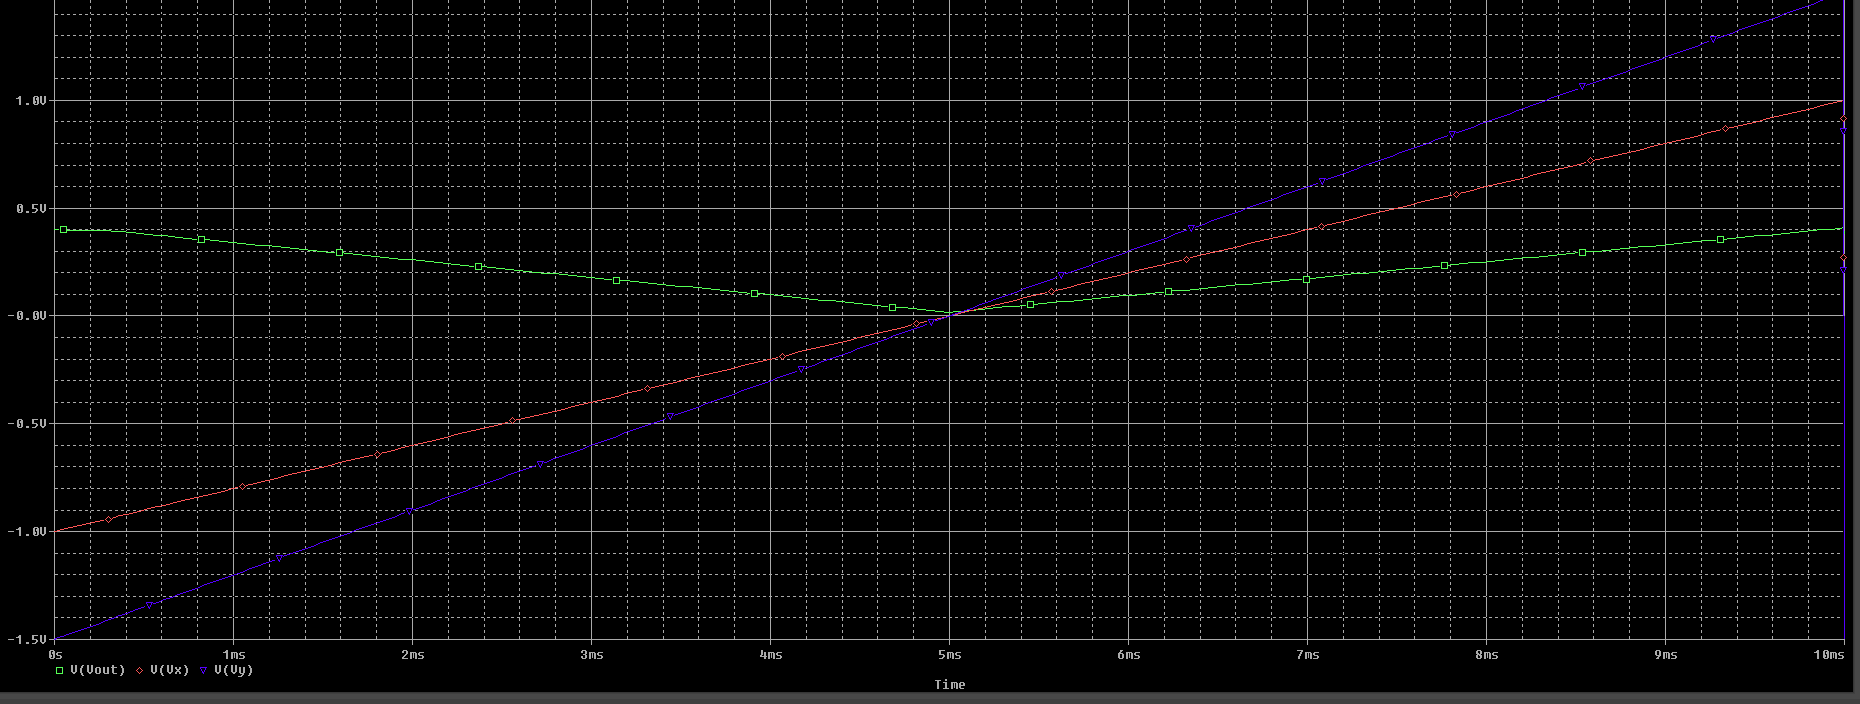 1.0V
0.5V
-0.0V
-0.5V
-1.0V
-1.5V
0s 1ms 2ms 3ms 4ms 5ms 6ms 7ms 8ms 9ms 10ms
V(Vout) V(Vx) V(Vy)
Time